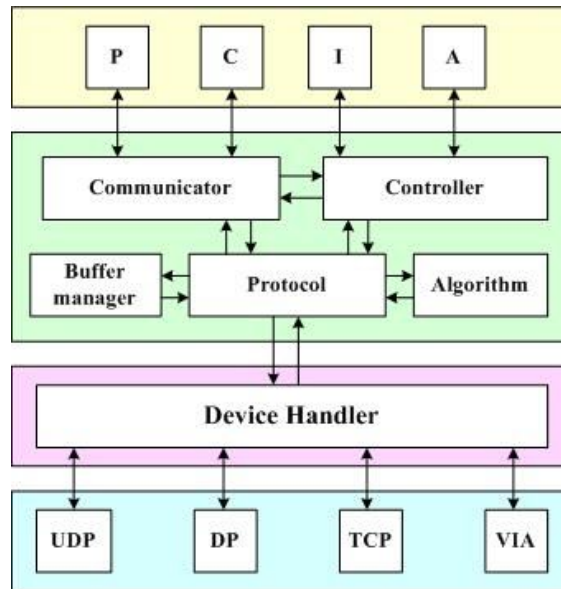 P
C
I
A
Communicator
Controller
Buffer
manager
Protocol
Algorithm
Device Handler
UDP
DP
TCP
VIA